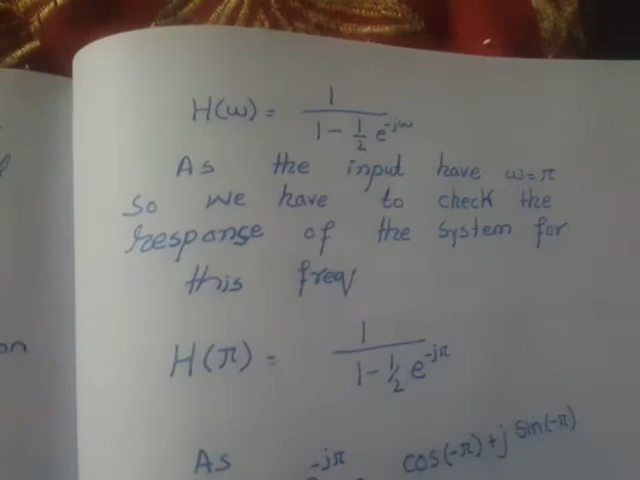 H(ω) = 1 / (1 - 1/2 e^-jω)
As the input have ω=π
So we have to check the
response of the system for
this freq
on
H(π) = 1 / (1 - 1/2 e^-jπ)
As e^-jπ cos(-π)+j sin(-π)